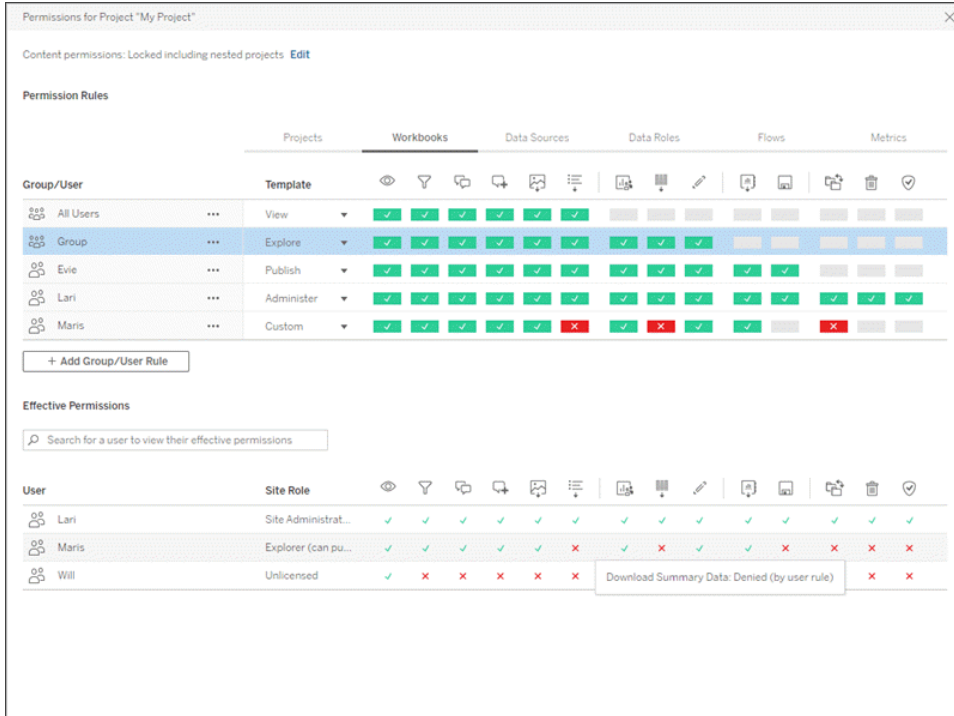 Permissions for Project "My Project"
Content permissions: Locked including nested projects Edit
Permission Rules
Projects Workbooks Data Sources Data Roles Flows Metrics
Group/User Template
All Users ••• View
Group ••• Explore
Evie ••• Publish
Lari ••• Administer
Maris ••• Custom
+ Add Group/User Rule
Effective Permissions
Search for a user to view their effective permissions
User Site Role
Lari Site Administrat...
Maris Explorer (can pu...
Will Unlicensed
Download Summary Data: Denied (by user rule)